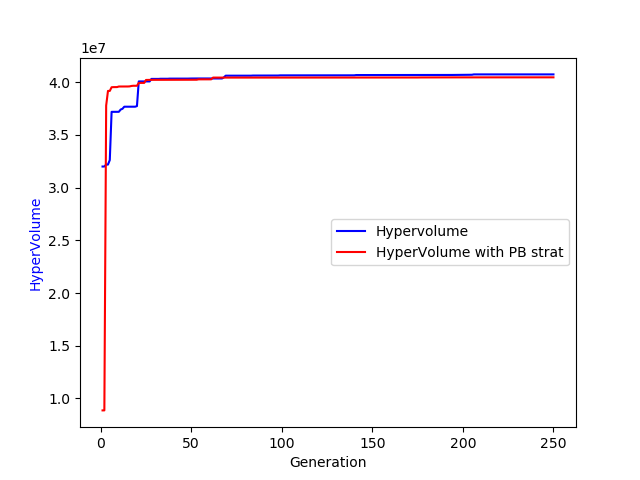 1e7
4.0
3.5
3.0
2.5
2.0
1.5
1.0
HyperVolume
Hypervolume
HyperVolume with PB strat
0 50 100 150 200 250
Generation